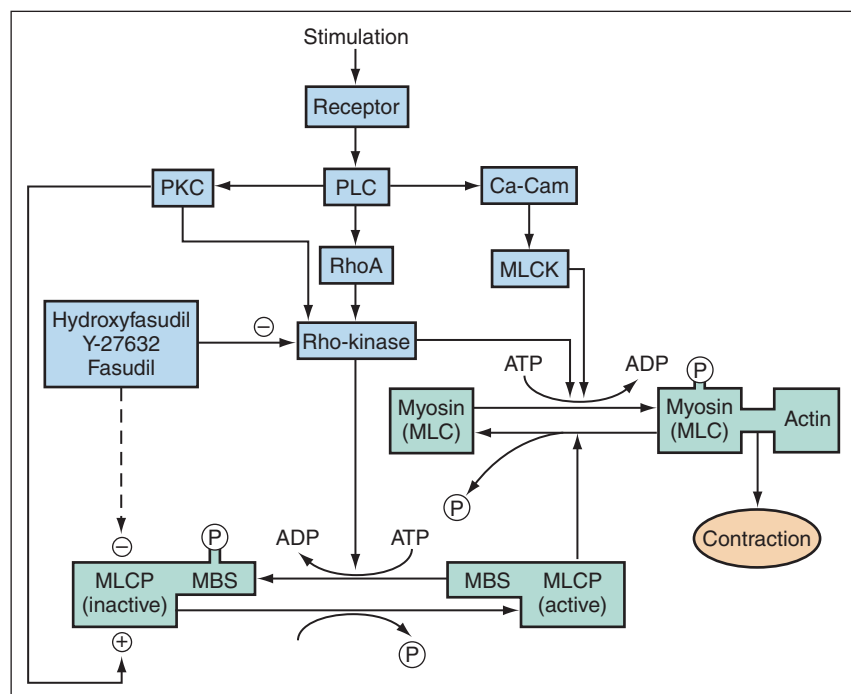 Stimulation
Receptor
PKC
PLC
Ca-Cam
RhoA
MLCK
Hydroxyfasudil
Y-27632
Fasudil
−
Rho-kinase
ATP
ADP
P
Myosin
(MLC)
Myosin
(MLC)
Actin
P
Contraction
−
P
ADP
ATP
MLCP
(inactive)
MBS
MBS
MLCP
(active)
+
P